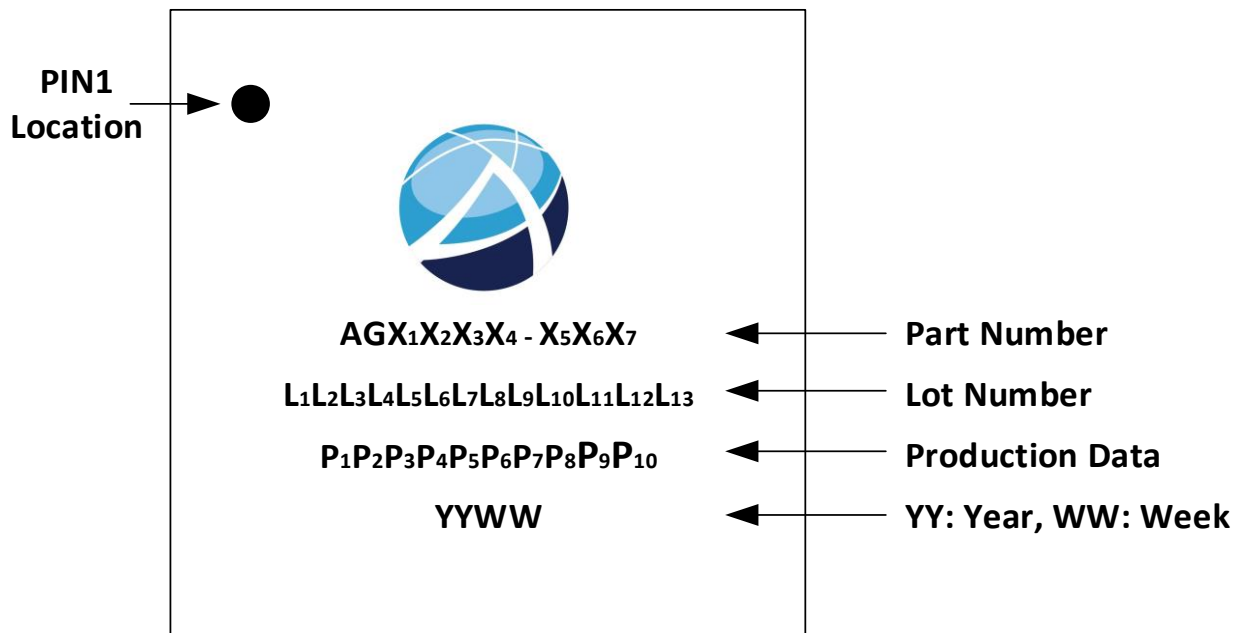 PIN1
Location
AGX₁X₂X₃X₄ - X₅X₆X₇ Part Number
L₁L₂L₃L₄L₅L₆L₇L₈L₉L₁₀L₁₁L₁₂L₁₃ Lot Number
P₁P₂P₃P₄P₅P₆P₇P₈P₉P₁₀ Production Data
YYWW YY: Year, WW: Week